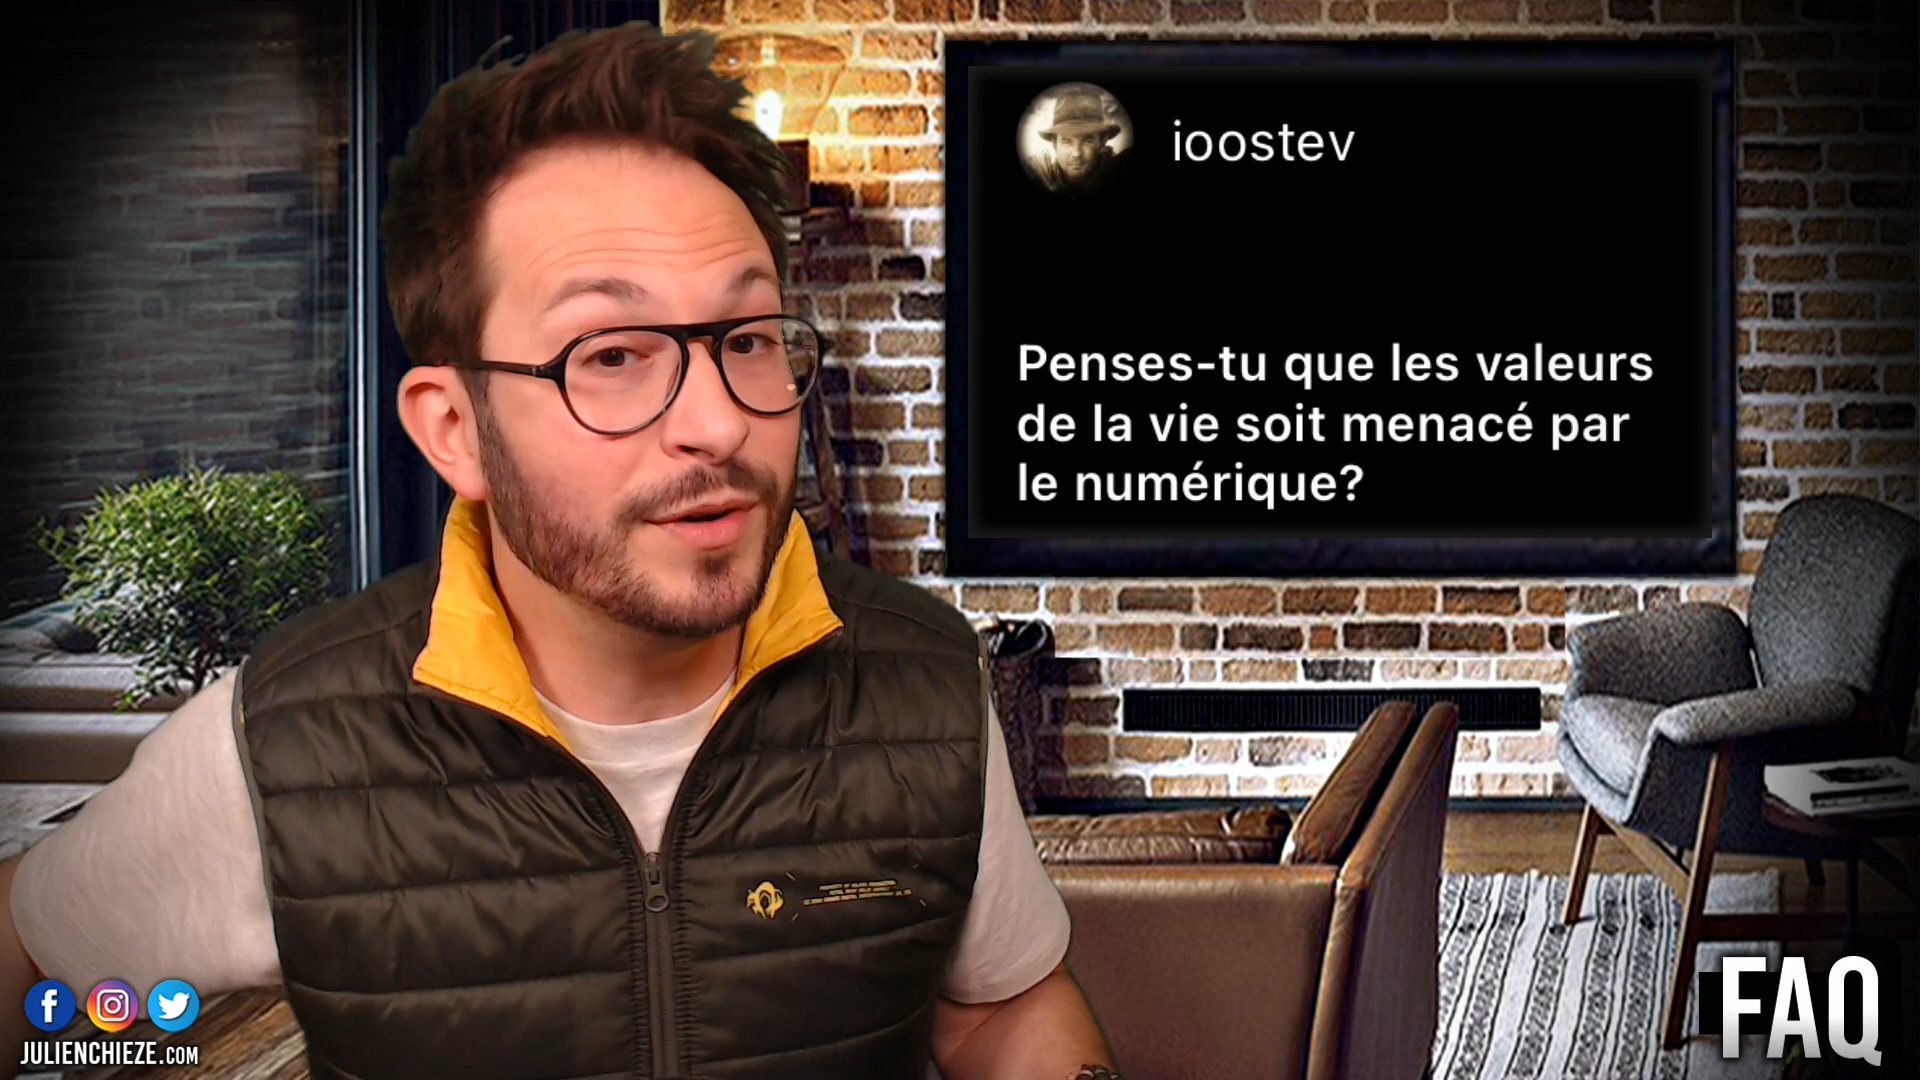 ioostev
Penses-tu que les valeurs
de la vie soit menacé par
le numérique?
JULIENCHIEZE.COM
FAQ